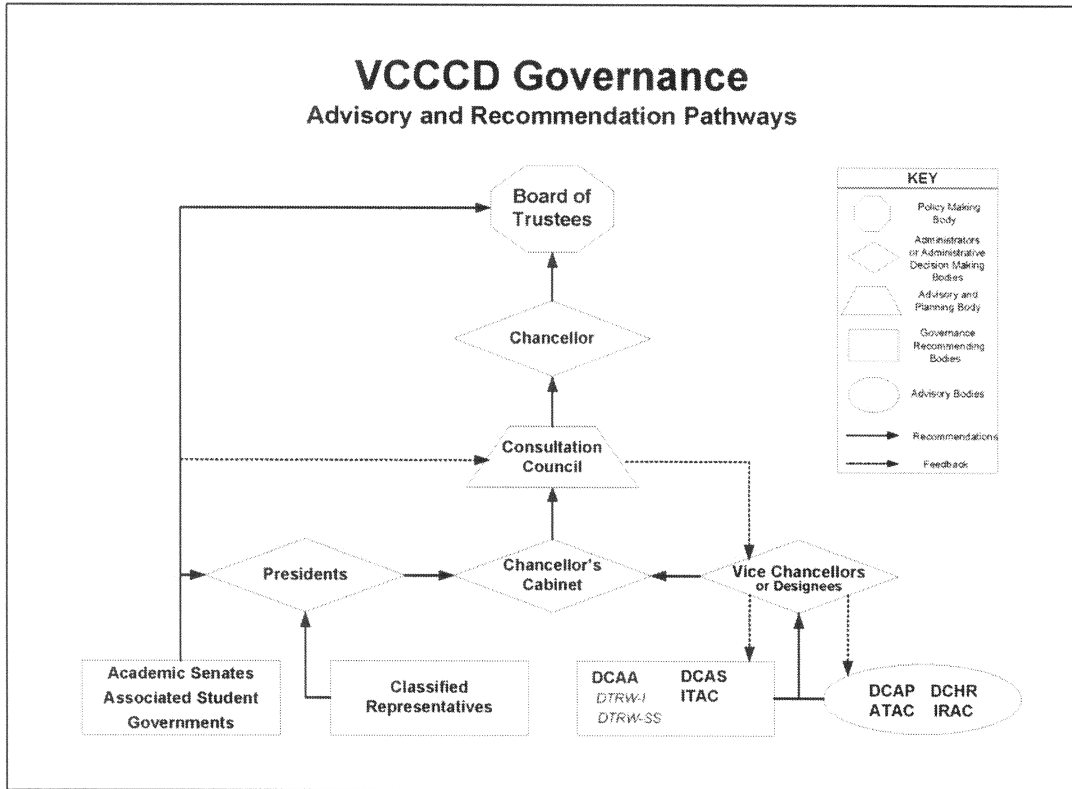 VCCCD Governance
Advisory and Recommendation Pathways
Board of
Trustees
Chancellor
Consultation
Council
Presidents
Chancellor's
Cabinet
Vice Chancellors
or Designees
Academic Senates
Associated Student
Governments
Classified
Representatives
DCAA DCAS
DTRW-I ITAC
DTRW-SS
DCAP DCHR
ATAC IRAC
KEY
Policy Making
Body
Administrators
or Administrative
Decision Making
Bodies
Advisory and
Planning Body
Governance
Recommending
Bodies
Advisory Bodies
Recommendations
Feedback